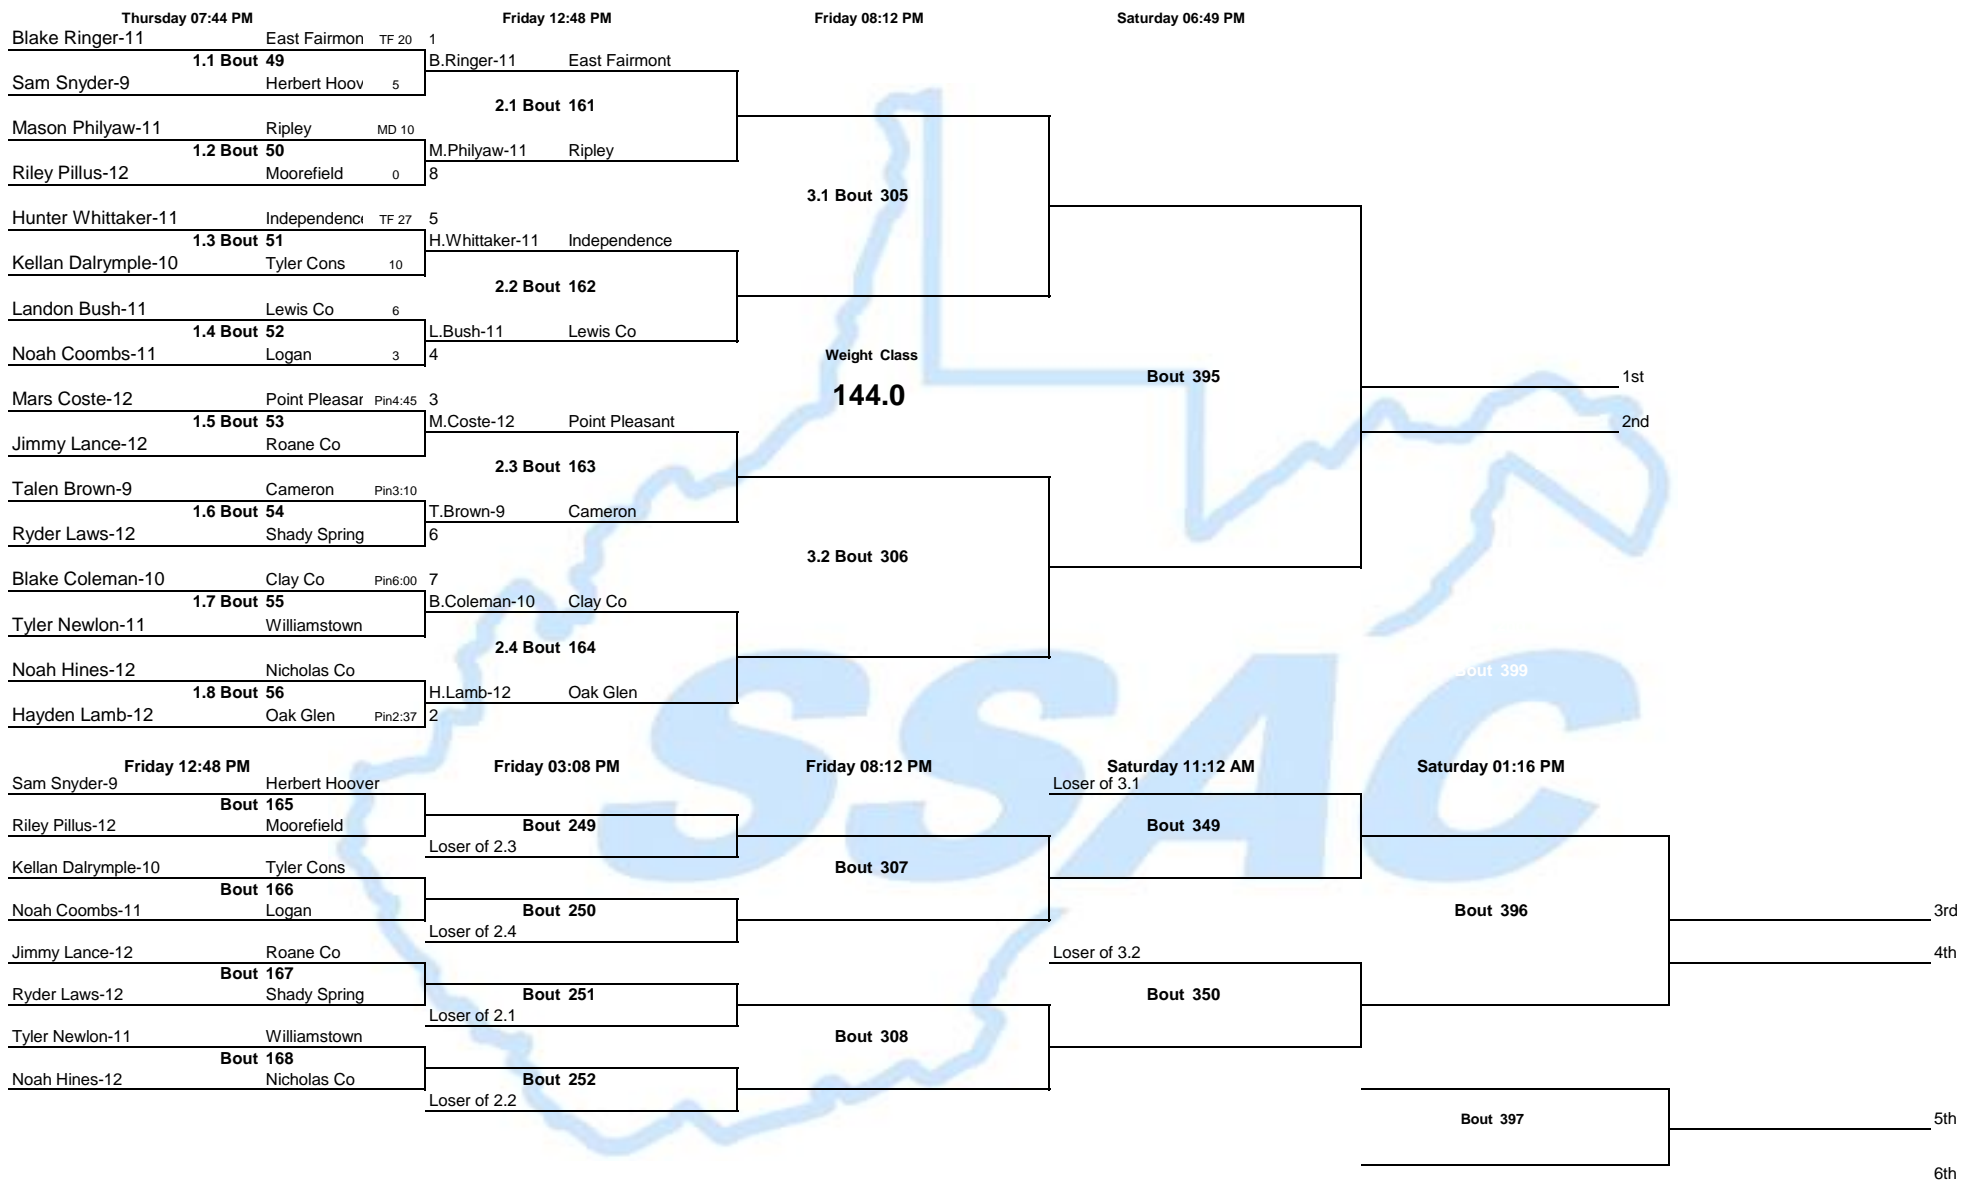 Thursday 07:44 PM Friday 12:48 PM Friday 08:12 PM Saturday 06:49 PM
Blake Ringer-11 East Fairmon TF 20 1
1.1 Bout 49 B.Ringer-11 East Fairmont
Sam Snyder-9 Herbert Hoov 5
2.1 Bout 161
Mason Philyaw-11 Ripley MD 10
1.2 Bout 50 M.Philyaw-11 Ripley
Riley Pillus-12 Moorefield 0 8
3.1 Bout 305
Hunter Whittaker-11 Independence TF 27 5
1.3 Bout 51 H.Whittaker-11 Independence
Kellan Dalrymple-10 Tyler Cons 10
2.2 Bout 162
Landon Bush-11 Lewis Co 6
1.4 Bout 52 L.Bush-11 Lewis Co
Noah Coombs-11 Logan 3 4
Weight Class
Bout 395 1st
144.0
Mars Coste-12 Point Pleasar Pin4:45 3
1.5 Bout 53 M.Coste-12 Point Pleasant 2nd
Jimmy Lance-12 Roane Co
2.3 Bout 163
Talen Brown-9 Cameron Pin3:10
1.6 Bout 54 T.Brown-9 Cameron
Ryder Laws-12 Shady Spring 6
3.2 Bout 306
Blake Coleman-10 Clay Co Pin6:00 7
1.7 Bout 55 B.Coleman-10 Clay Co
Tyler Newlon-11 Williamstown
2.4 Bout 164
Noah Hines-12 Nicholas Co Bout 399
1.8 Bout 56 H.Lamb-12 Oak Glen
Hayden Lamb-12 Oak Glen Pin2:37 2
SSAC
Friday 12:48 PM Friday 03:08 PM Friday 08:12 PM Saturday 11:12 AM Saturday 01:16 PM
Sam Snyder-9 Herbert Hoover Loser of 3.1
Bout 165
Riley Pillus-12 Moorefield Bout 249 Bout 349
Loser of 2.3
Kellan Dalrymple-10 Tyler Cons Bout 307
Bout 166
Noah Coombs-11 Logan Bout 250 Bout 396 3rd
Loser of 2.4
Jimmy Lance-12 Roane Co Loser of 3.2 4th
Bout 167
Ryder Laws-12 Shady Spring Bout 251 Bout 350
Loser of 2.1
Tyler Newlon-11 Williamstown Bout 308
Bout 168
Noah Hines-12 Nicholas Co Bout 252
Loser of 2.2
Bout 397 5th
6th